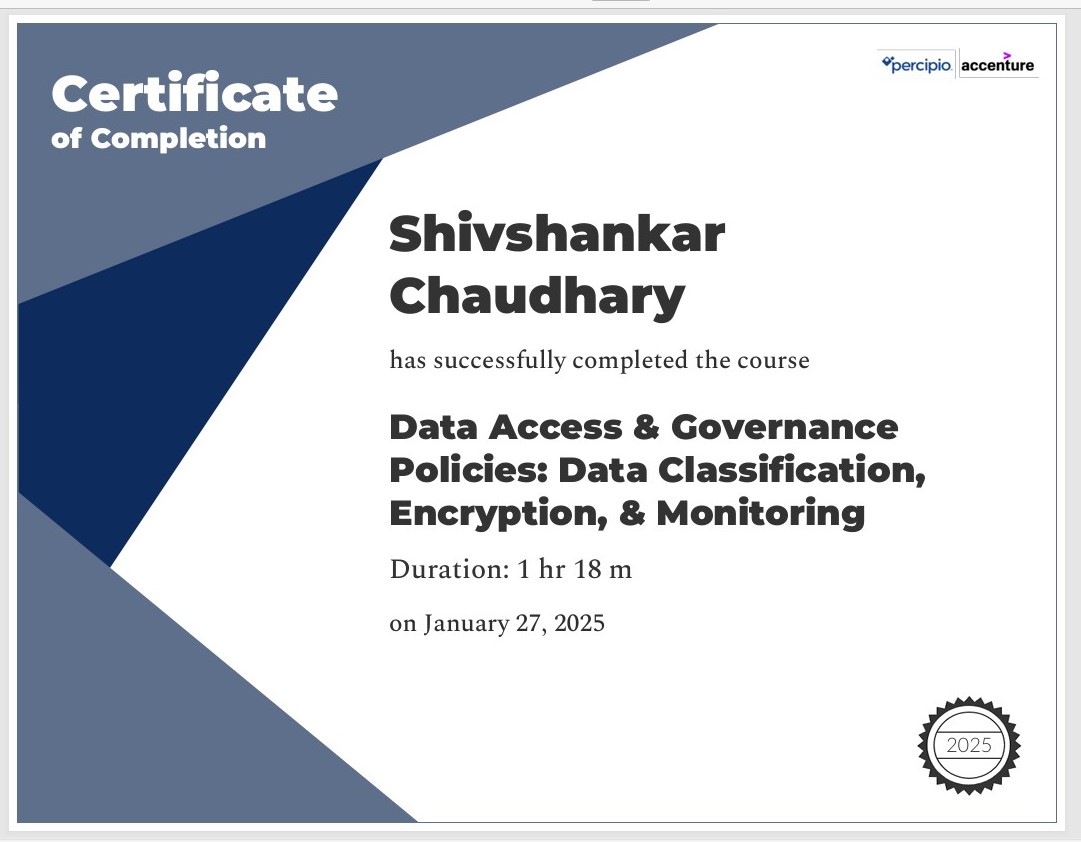 Certificate
of Completion
percipio. accenture
Shivshankar
Chaudhary
has successfully completed the course
Data Access & Governance
Policies: Data Classification,
Encryption, & Monitoring
Duration: 1 hr 18 m
on January 27, 2025
2025